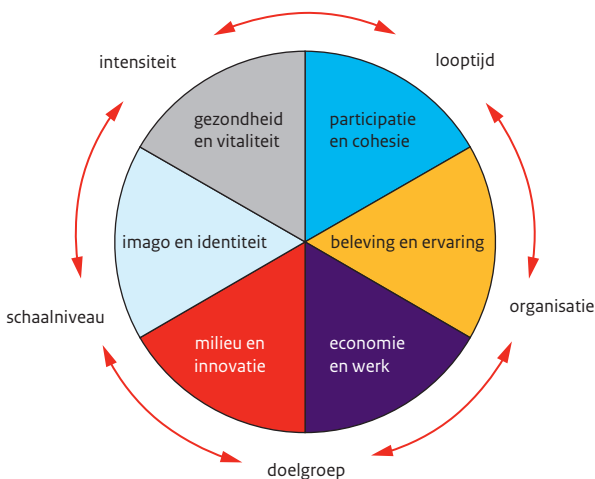 intensiteit
looptijd
gezondheid
en vitaliteit
participatie
en cohesie
imago en identiteit
beleving en ervaring
schaalniveau
organisatie
milieu en
innovatie
economie
en werk
doelgroep